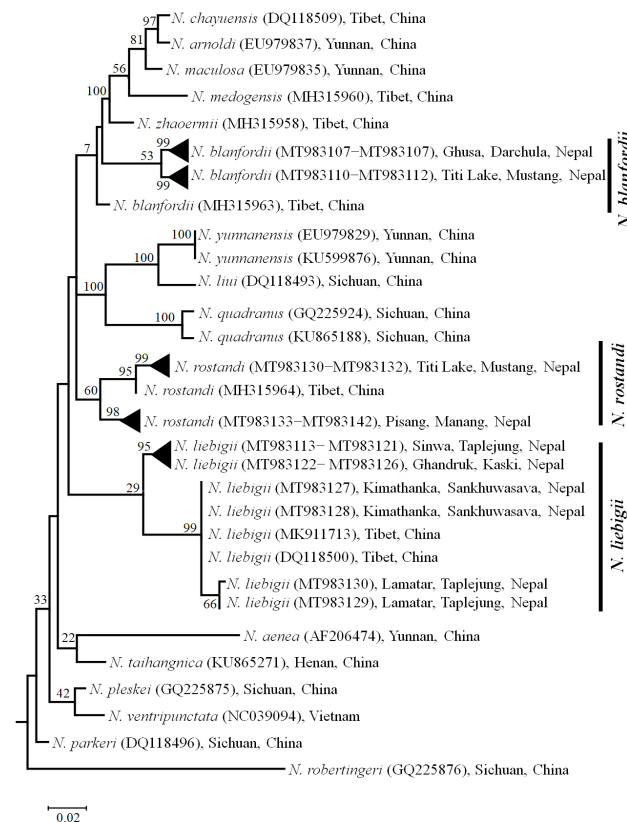 97
N. chayuensis (DQ118509), Tibet, China
81
N. arnoldi (EU979837), Yunnan, China
56
N. maculosa (EU979835), Yunnan, China
100
N. medogensis (MH315960), Tibet, China
N. zhaoermii (MH315958), Tibet, China
7
99
53
N. blanfordii (MT983107−MT983107), Ghusa, Darchula, Nepal
99
N. blanfordii (MT983110−MT983112), Titi Lake, Mustang, Nepal
N. blanfordii (MH315963), Tibet, China
N. blanfordii
100
N. yunnanensis (EU979829), Yunnan, China
100
N. yunnanensis (KU599876), Yunnan, China
N. liui (DQ118493), Sichuan, China
100
100
N. quadranus (GQ225924), Sichuan, China
N. quadranus (KU865188), Sichuan, China
99
95
N. rostandi (MT983130−MT983132), Titi Lake, Mustang, Nepal
60
N. rostandi (MH315964), Tibet, China
98
N. rostandi (MT983133−MT983142), Pisang, Manang, Nepal
N. rostandi
95
N. liebigii (MT983113− MT983121), Sinwa, Taplejung, Nepal
N. liebigii (MT983122− MT983126), Ghandruk, Kaski, Nepal
29
N. liebigii (MT983127), Kimathanka, Sankhuwasava, Nepal
N. liebigii (MT983128), Kimathanka, Sankhuwasava, Nepal
99
N. liebigii (MK911713), Tibet, China
N. liebigii (DQ118500), Tibet, China
N. liebigii (MT983130), Lamatar, Taplejung, Nepal
66
N. liebigii (MT983129), Lamatar, Taplejung, Nepal
N. liebigii
33
22
N. aenea (AF206474), Yunnan, China
N. taihangnica (KU865271), Henan, China
42
N. pleskei (GQ225875), Sichuan, China
N. ventripunctata (NC039094), Vietnam
N. parkeri (DQ118496), Sichuan, China
N. robertingeri (GQ225876), Sichuan, China
0.02